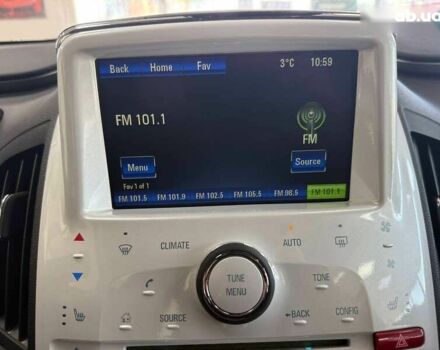 Back Home Fav 3°C 10:59
FM 101.1
FM
Menu
Source
Fav 1 of 1
FM 101.5 FM 101.9 FM 102.5 FM 105.5 FM 96.5 FM 101.1
CLIMATE AUTO
TUNE
MENU
TONE
SOURCE BACK CONFIG